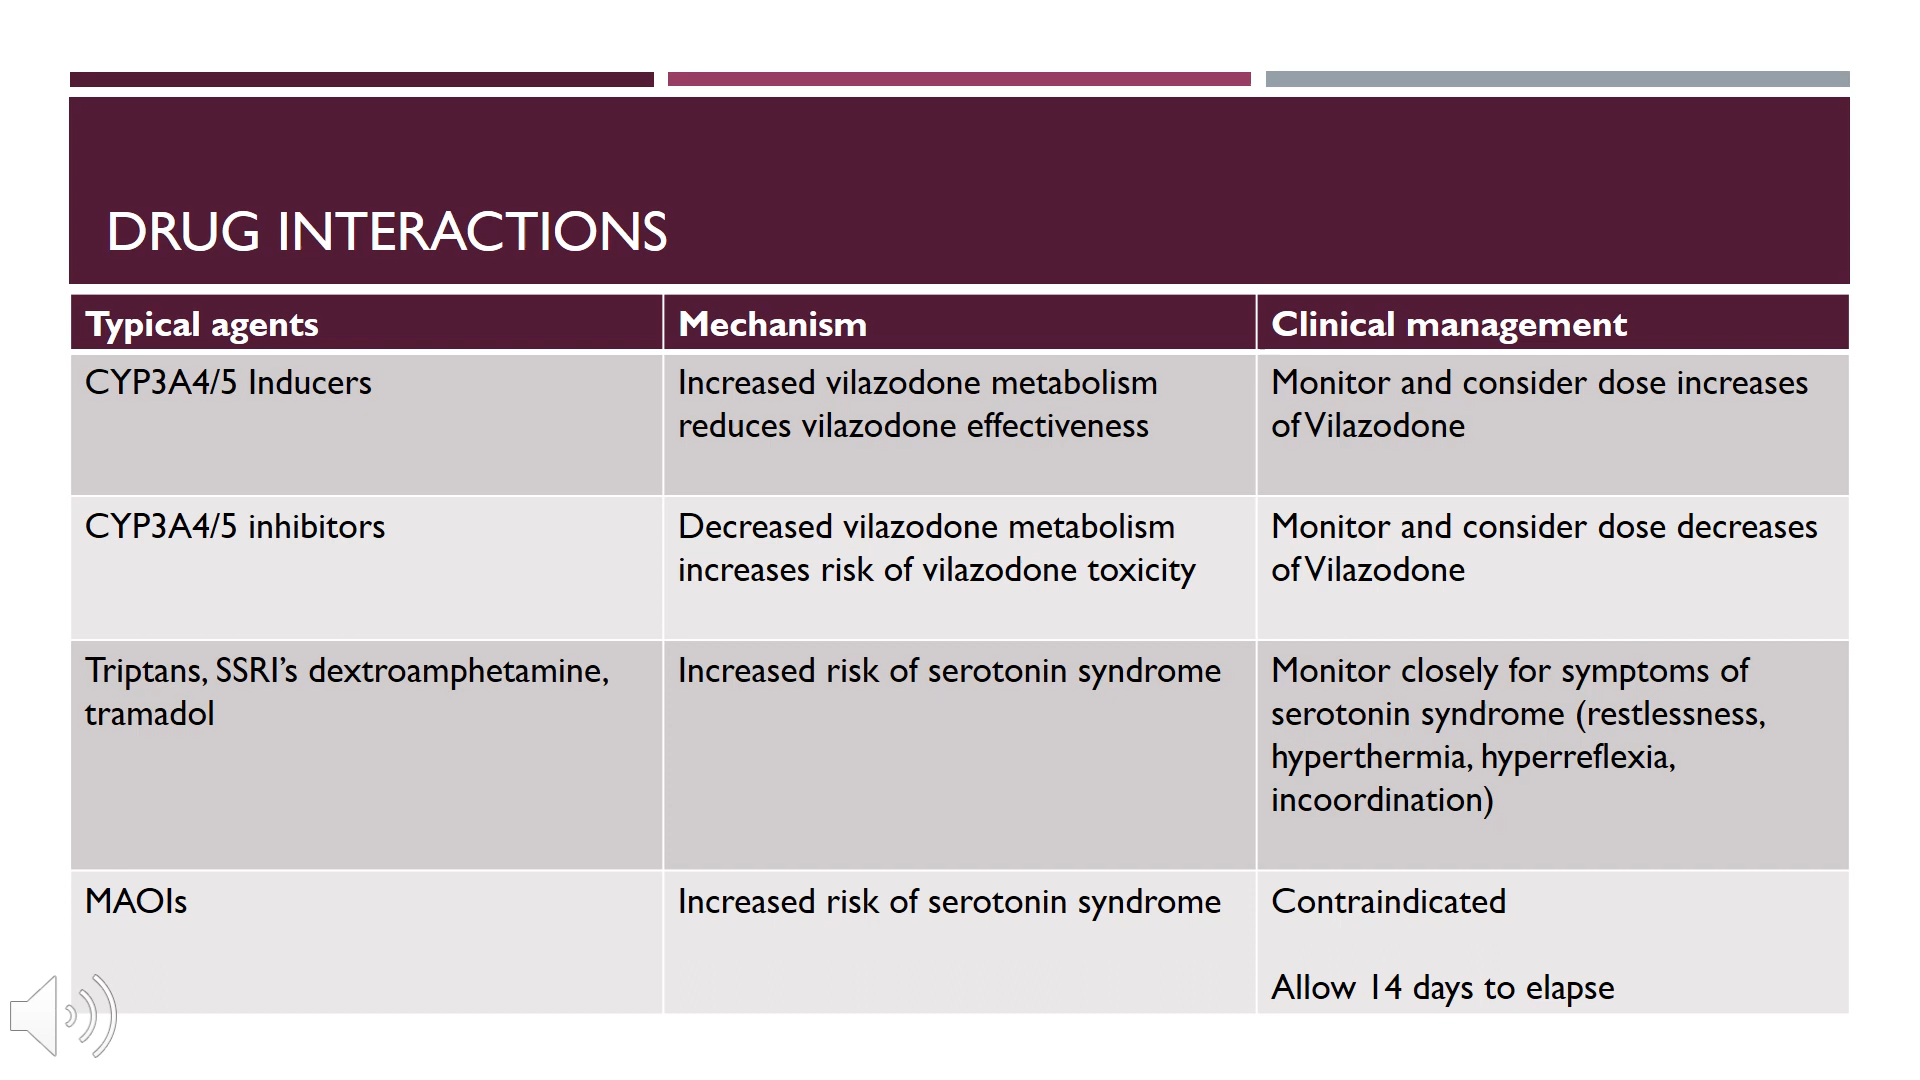 DRUG INTERACTIONS
Typical agents
Mechanism
Clinical management
CYP3A4/5 Inducers
Increased vilazodone metabolism
reduces vilazodone effectiveness
Monitor and consider dose increases
of Vilazodone
CYP3A4/5 inhibitors
Decreased vilazodone metabolism
increases risk of vilazodone toxicity
Monitor and consider dose decreases
of Vilazodone
Triptans, SSRI’s dextroamphetamine,
tramadol
Increased risk of serotonin syndrome
Monitor closely for symptoms of
serotonin syndrome (restlessness,
hyperthermia, hyperreflexia,
incoordination)
MAOIs
Increased risk of serotonin syndrome
Contraindicated
Allow 14 days to elapse